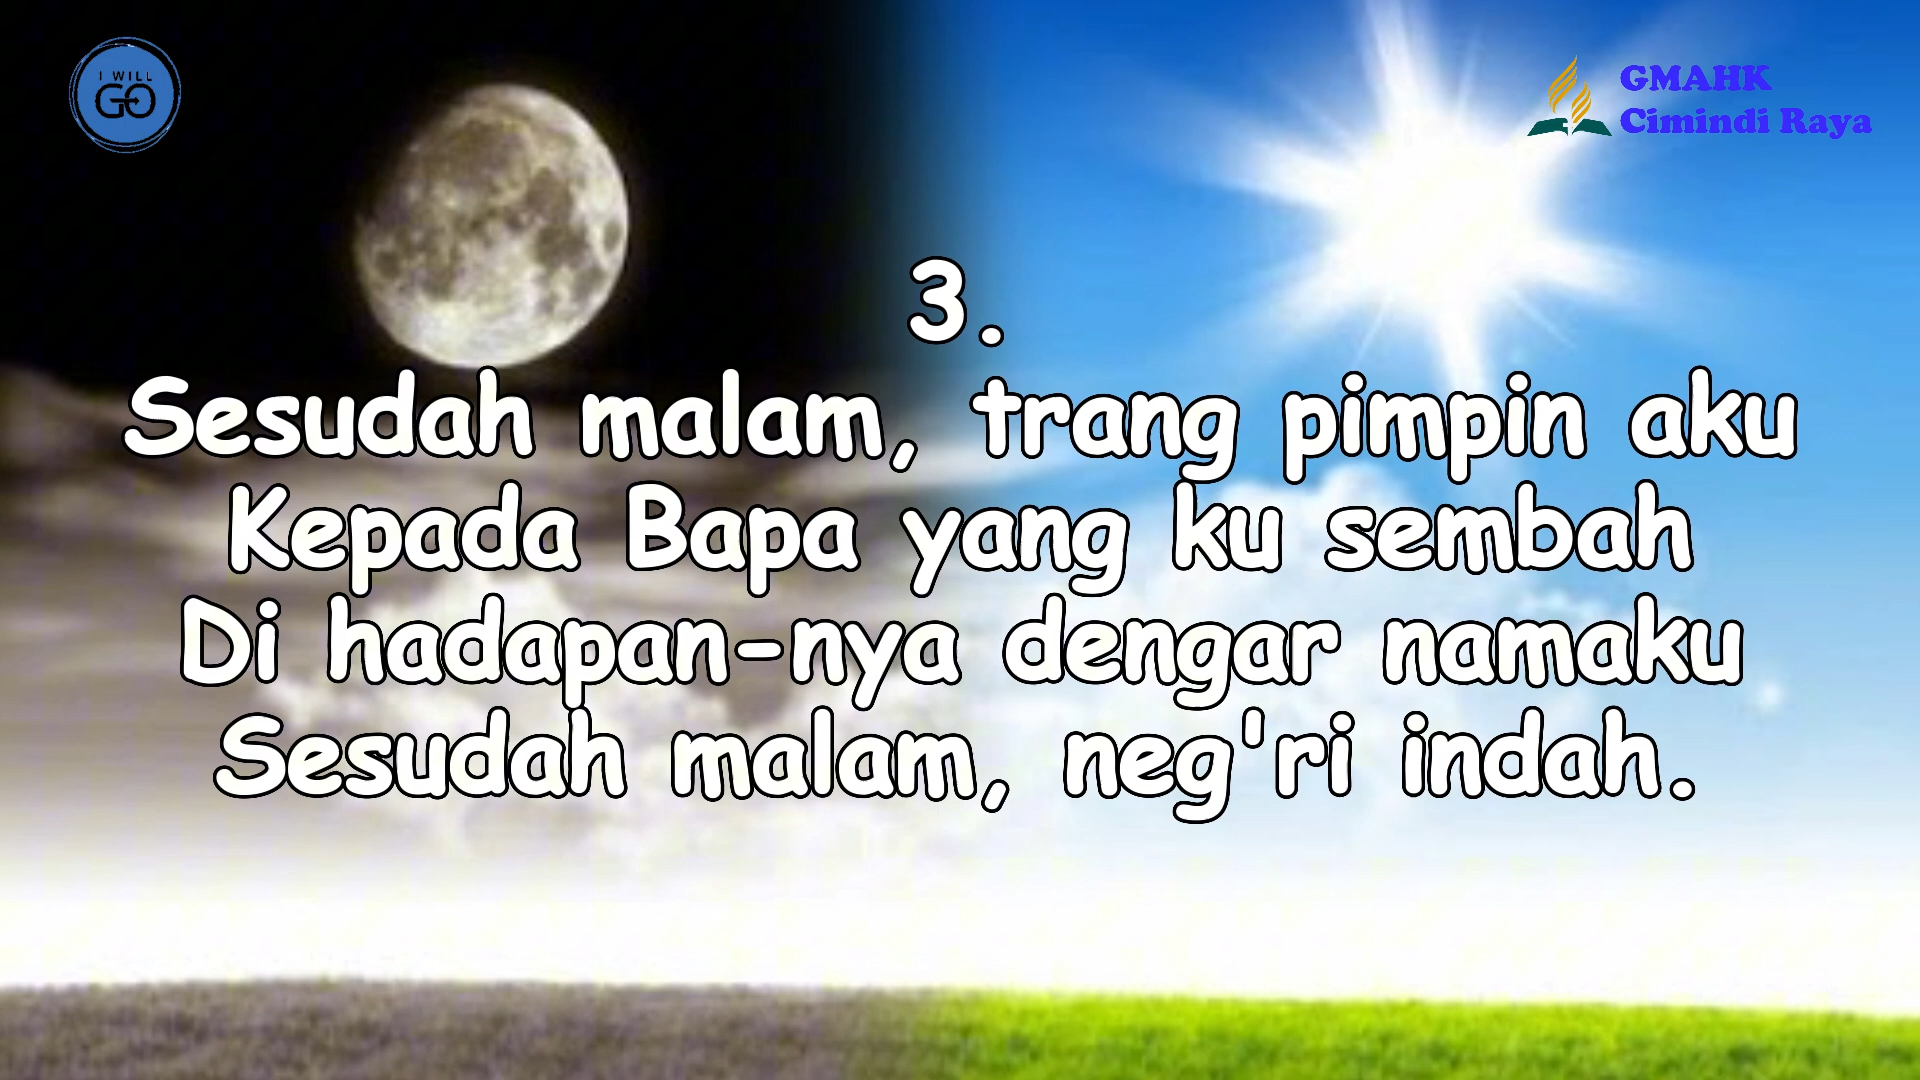 I WILL
GO
GMAHK
Cimindi Raya
3.
Sesudah malam, trang pimpin aku
Kepada Bapa yang ku sembah
Di hadapan-nya dengar namaku
Sesudah malam, neg'ri indah.